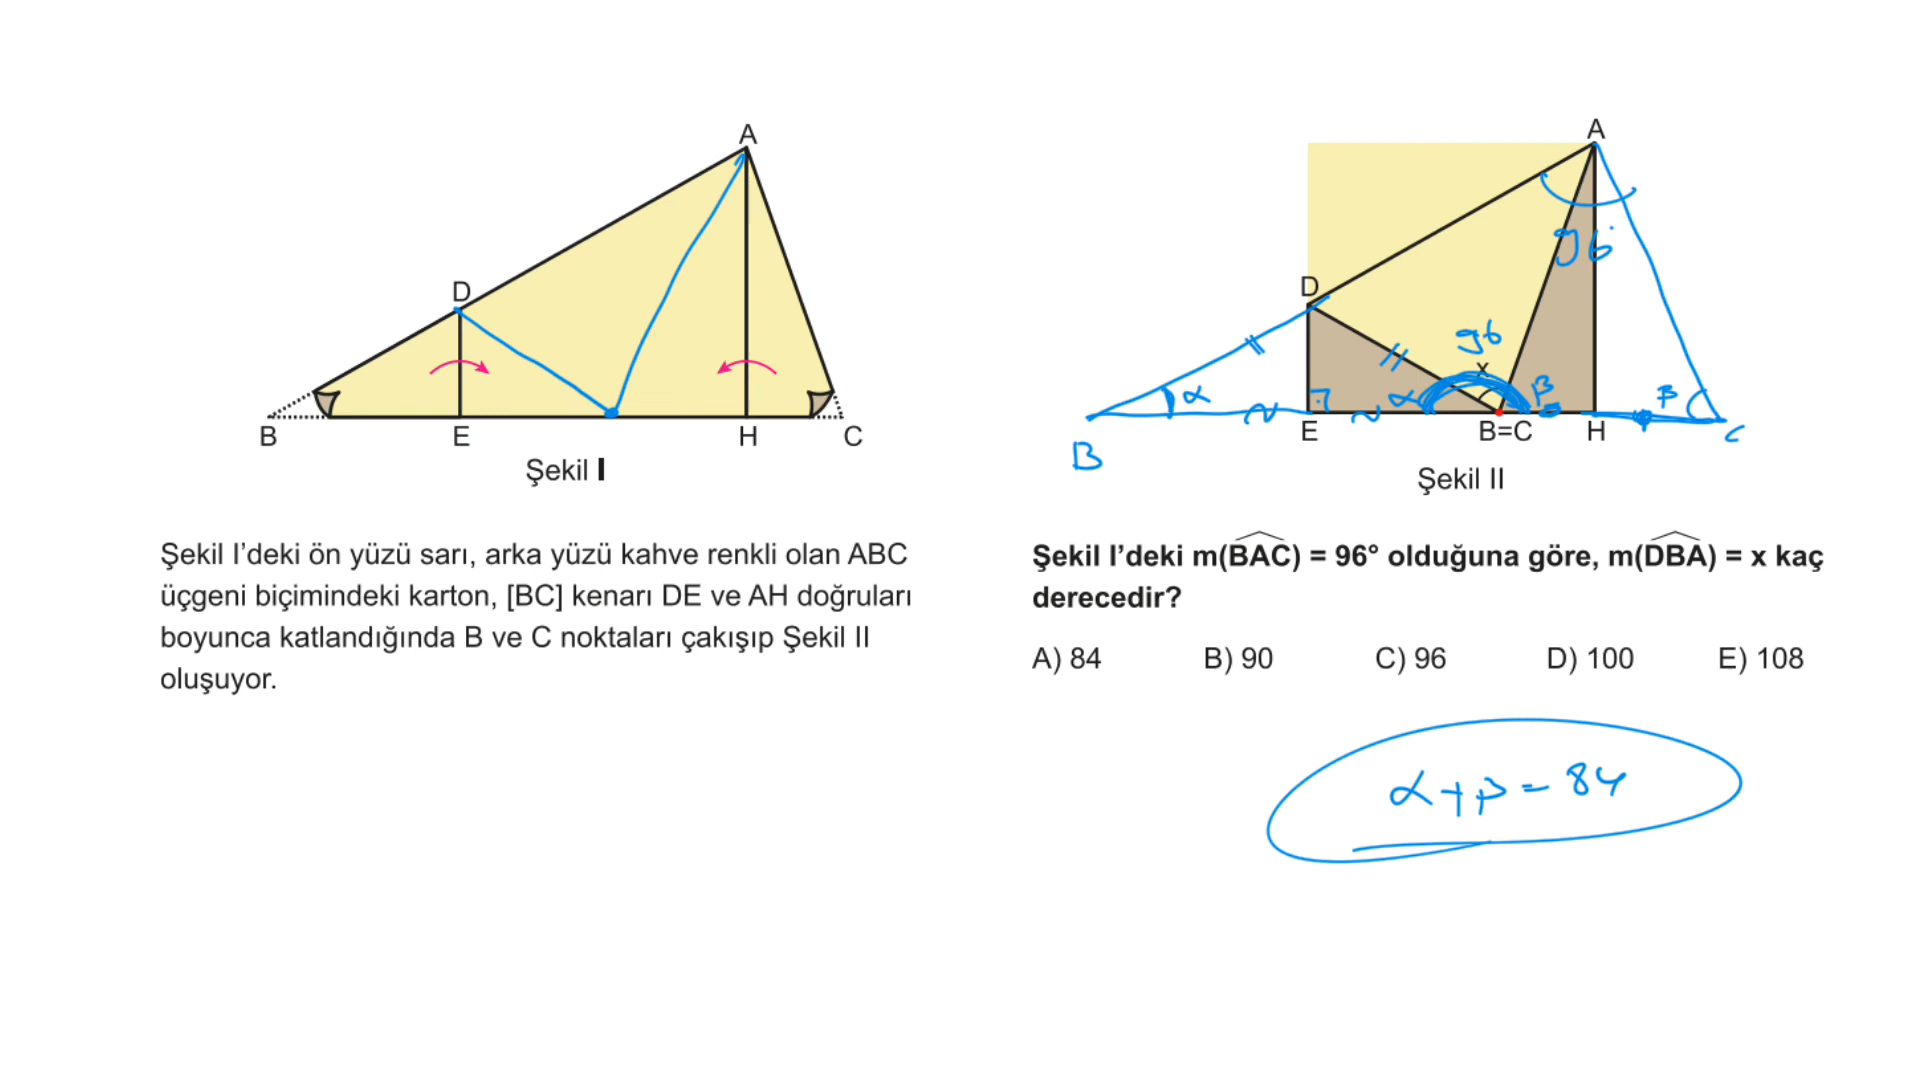 A
D
B
E
H
C
Şekil I
Şekil I'deki ön yüzü sarı, arka yüzü kahve renkli olan ABC
üçgeni biçimindeki karton, [BC] kenarı DE ve AH doğruları
boyunca katlandığında B ve C noktaları çakışıp Şekil II
oluşuyor.
A
96°
D
96
x
α
α
β
β
E
B=C
H
C
B
Şekil II
Şekil I'deki m(BAC) = 96° olduğuna göre, m(DBA) = x kaç
derecedir?
A) 84 B) 90 C) 96 D) 100 E) 108
α+β=84